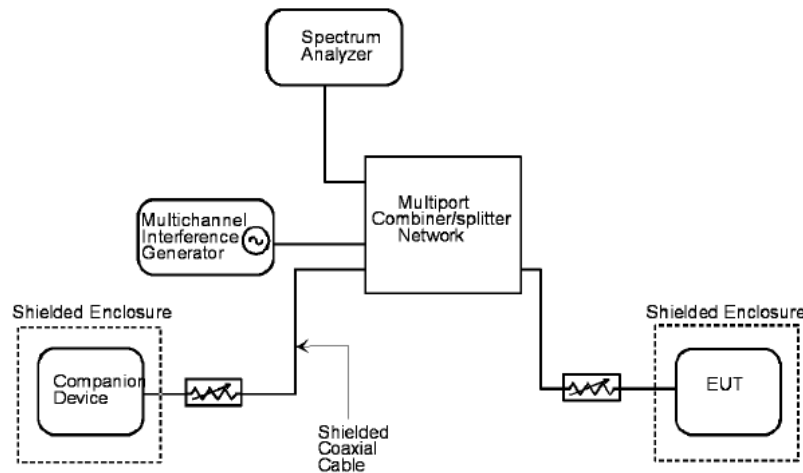 Spectrum
Analyzer
Multiport
Combiner/splitter
Network
Multichannel
Interference
Generator
Shielded Enclosure
Companion
Device
Shielded
Coaxial
Cable
Shielded Enclosure
EUT